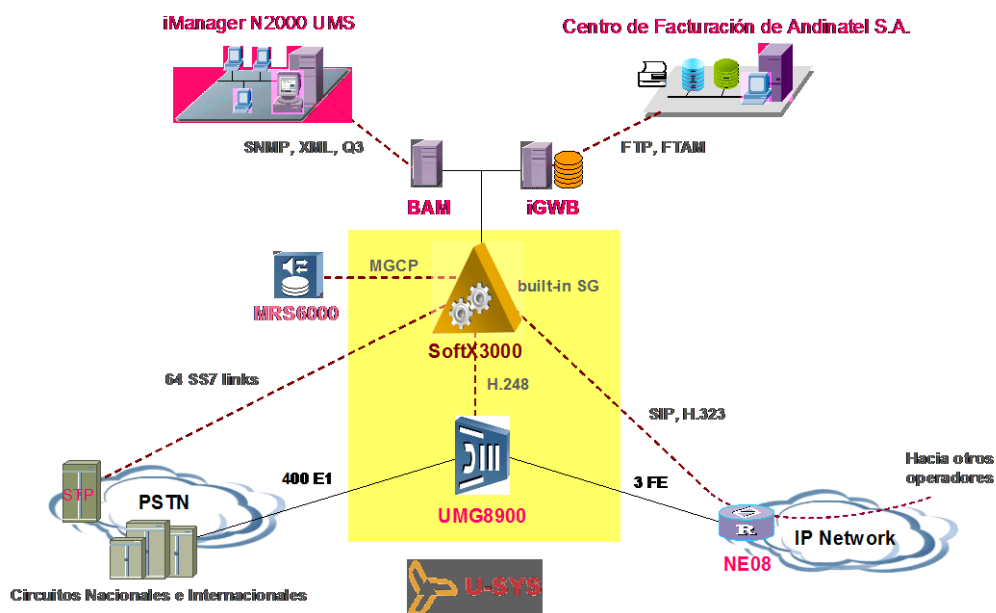 iManager N2000 UMS
Centro de Facturación de Andinatel S.A.
SNMP, XML, Q3
FTP, FTAM
BAM
iGWB
MGCP
built-in SG
MRS6000
SoftX3000
64 SS7 links
H.248
SIP, H.323
Hacia otros
operadores
STP
PSTN
400 E1
3 FE
UMG8900
R
IP Network
NE08
Circuitos Nacionales e Internacionales
U-SYS